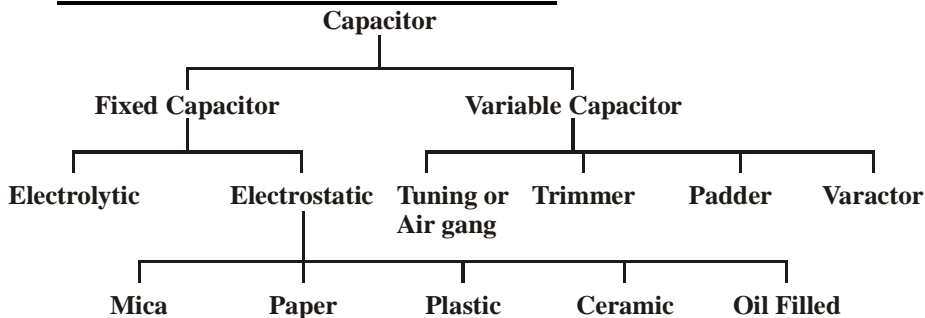 Capacitor
Fixed Capacitor Variable Capacitor
Electrolytic Electrostatic Tuning or Trimmer Padder Varactor
Air gang
Mica Paper Plastic Ceramic Oil Filled